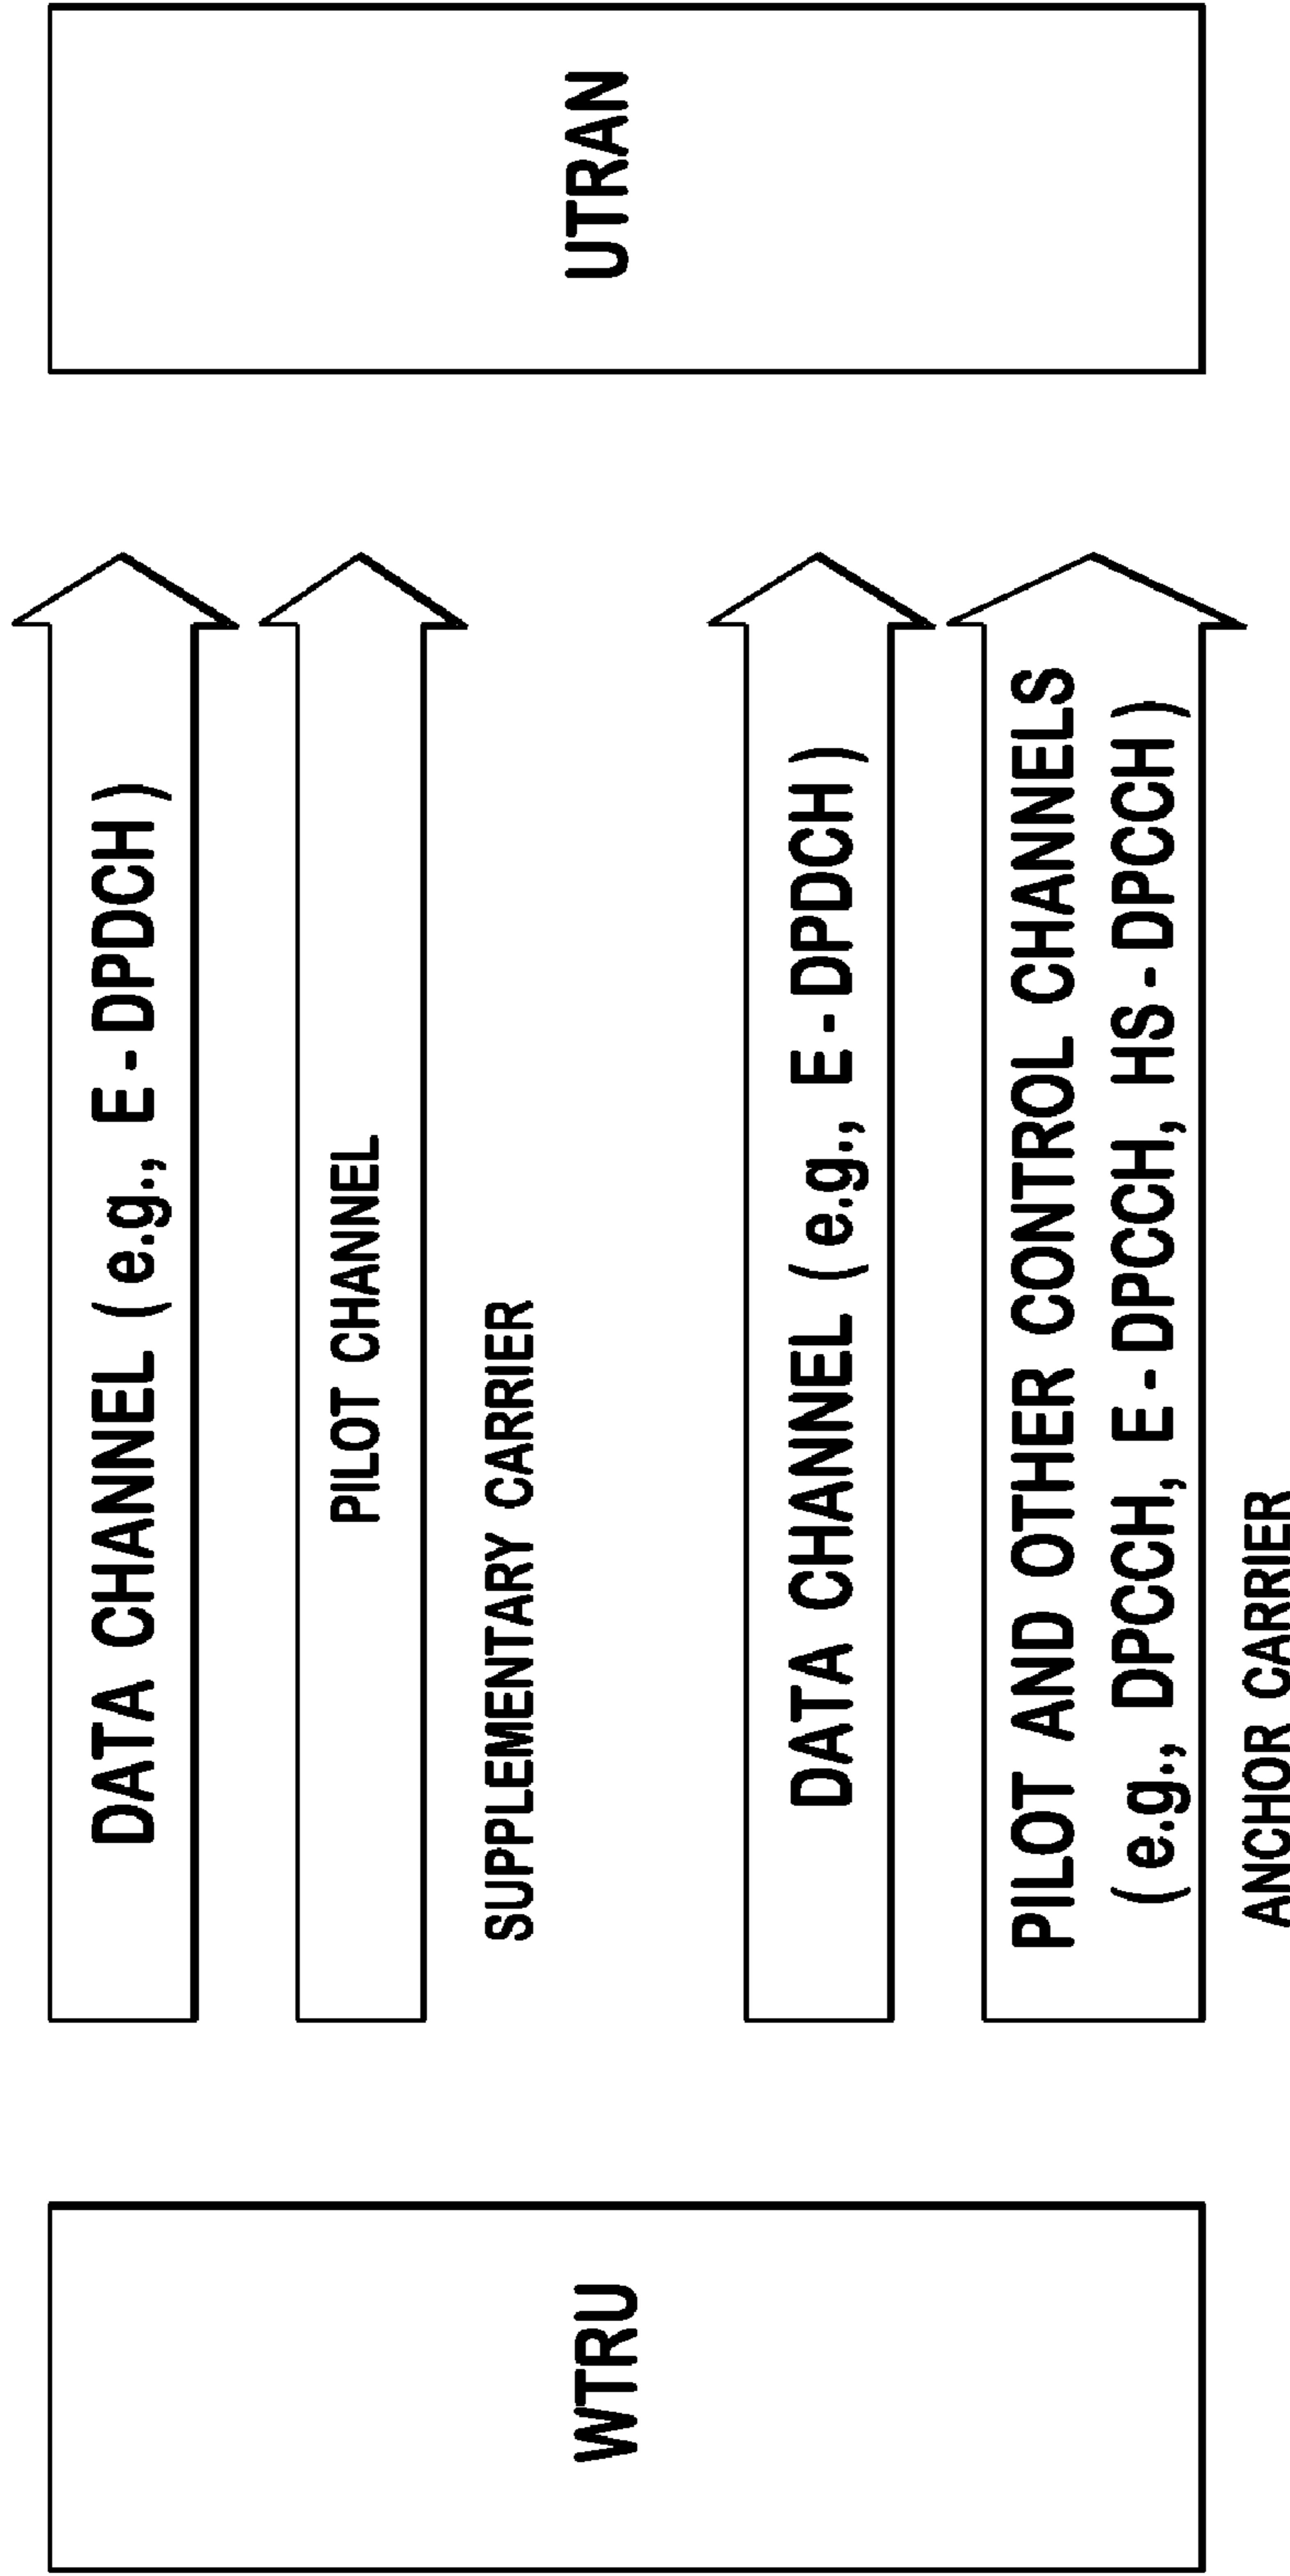 WTRU
DATA CHANNEL ( e.g., E - DPDCH )
PILOT CHANNEL
SUPPLEMENTARY CARRIER
DATA CHANNEL ( e.g., E - DPDCH )
PILOT AND OTHER CONTROL CHANNELS
( e.g., DPCCH, E - DPCCH, HS - DPCCH )
ANCHOR CARRIER
UTRAN